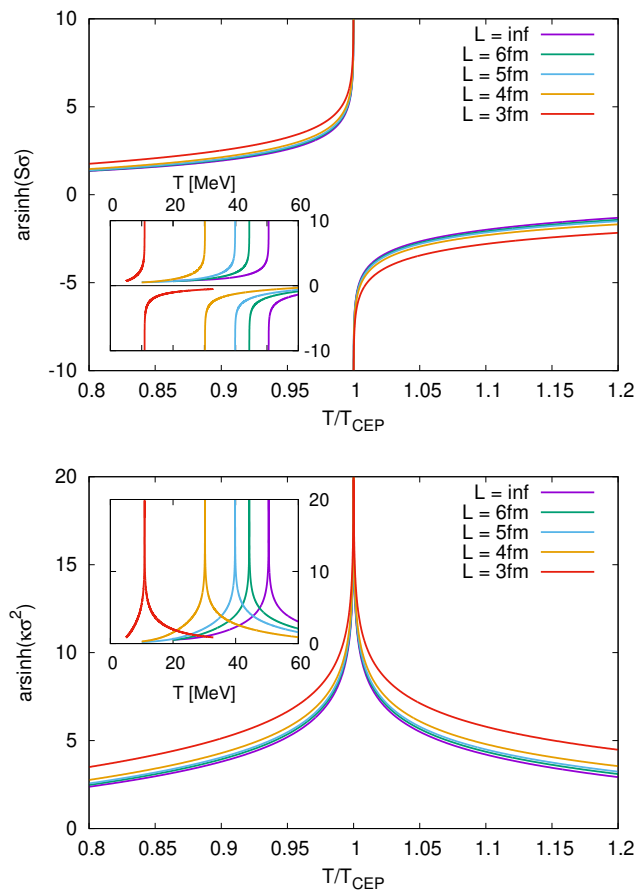 10
5
0
-5
-10
arsinh(Sσ)
L = inf
L = 6fm
L = 5fm
L = 4fm
L = 3fm
T [MeV]
0 20 40 60
10
0
-10
0.8 0.85 0.9 0.95 1 1.05 1.1 1.15 1.2
T/T_CEP
20
15
10
5
0
arsinh(κσ²)
L = inf
L = 6fm
L = 5fm
L = 4fm
L = 3fm
22
10
0
0 20 40 60
T [MeV]
0.8 0.85 0.9 0.95 1 1.05 1.1 1.15 1.2
T/T_CEP